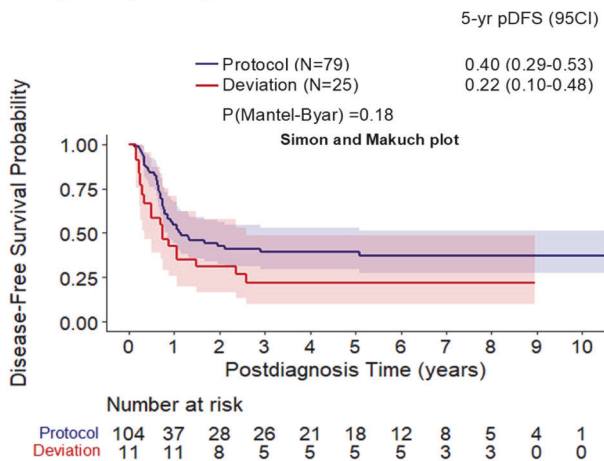 5-yr pDFS (95CI)
Protocol (N=79) 0.40 (0.29-0.53)
Deviation (N=25) 0.22 (0.10-0.48)
P(Mantel-Byar) =0.18
Simon and Makuch plot
Disease-Free Survival Probability
1.00
0.75
0.50
0.25
0.00
0 1 2 3 4 5 6 7 8 9 10
Postdiagnosis Time (years)
Number at risk
Protocol 104 37 28 26 21 18 12 8 5 4 1
Deviation 11 11 8 5 5 5 5 3 3 0 0